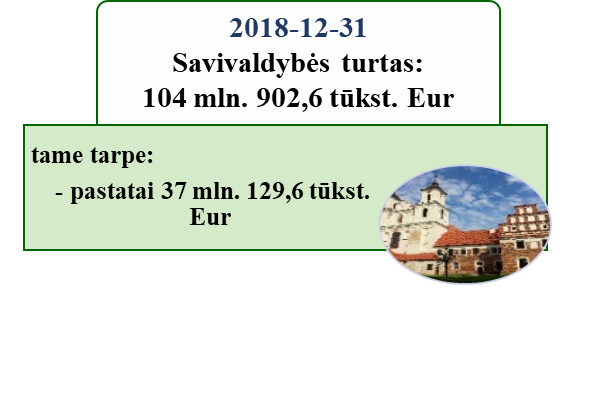 2018-12-31
Savivaldybės turtas:
104 mln. 902,6 tūkst. Eur
tame tarpe:
- pastatai 37 mln. 129,6 tūkst.
Eur